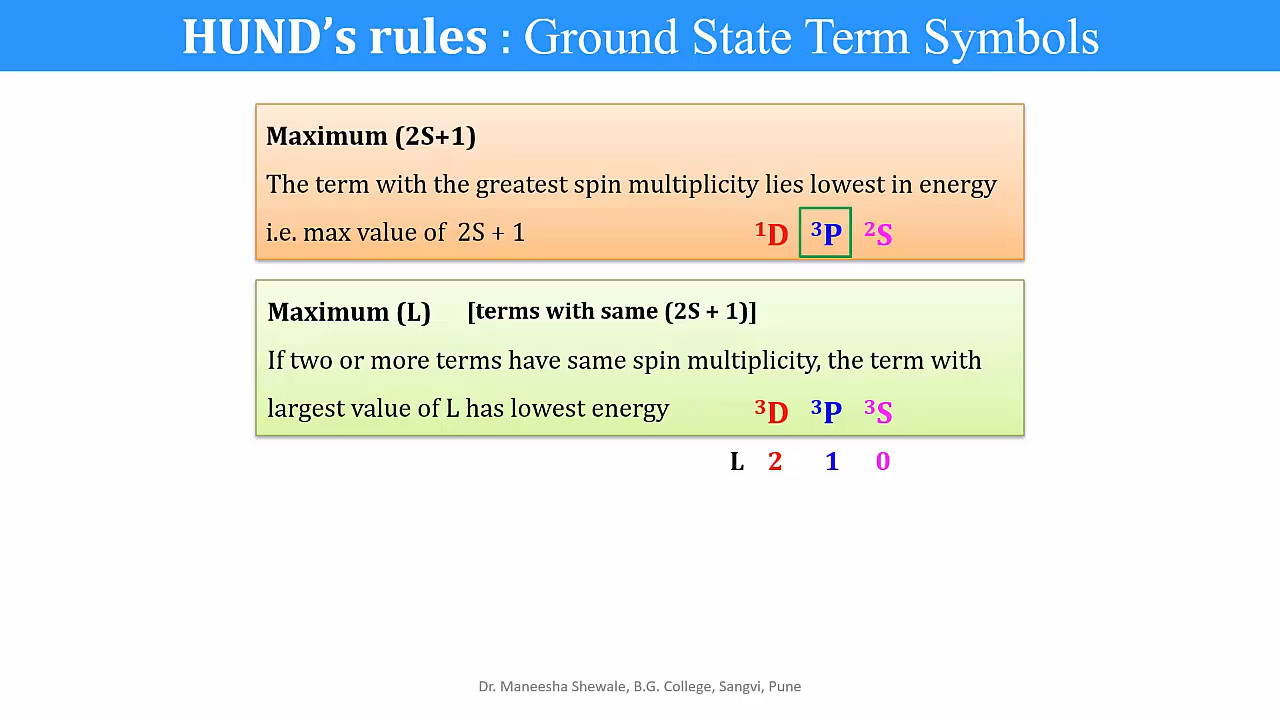 HUND’s rules : Ground State Term Symbols
Maximum (2S+1)
The term with the greatest spin multiplicity lies lowest in energy
i.e. max value of 2S + 1 ¹D ³P ²S
Maximum (L) [terms with same (2S + 1)]
If two or more terms have same spin multiplicity, the term with
largest value of L has lowest energy ³D ³P ³S
L 2 1 0
Dr. Maneesha Shewale, B.G. College, Sangvi, Pune